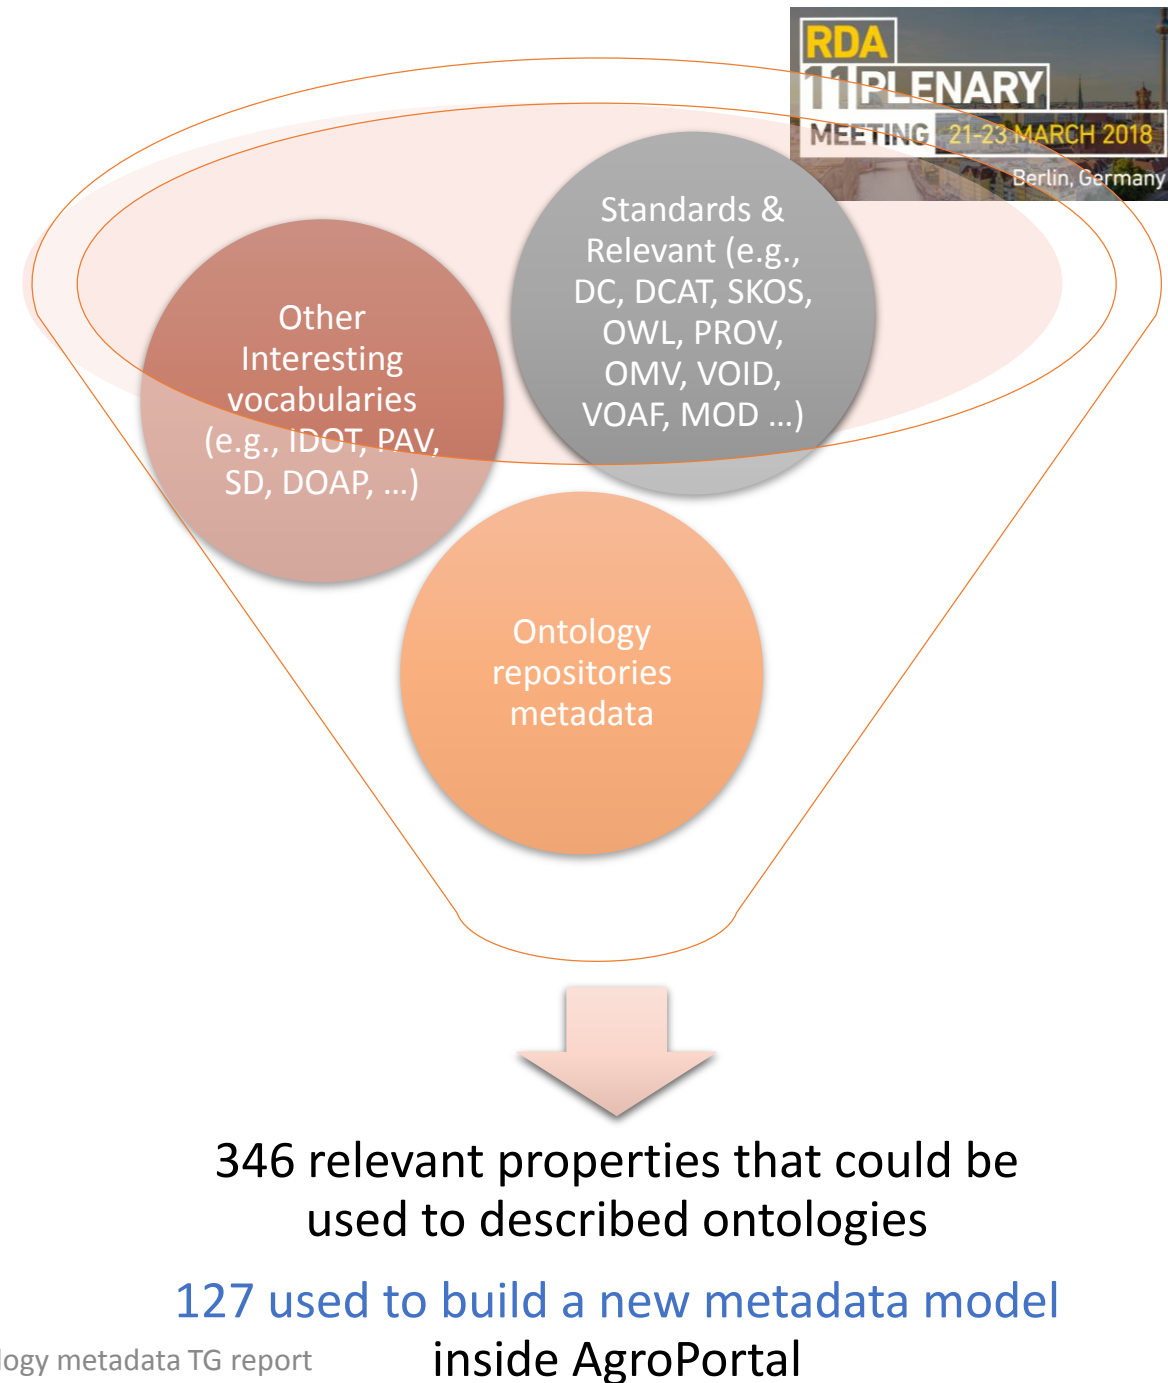 RDA
11 PLENARY
MEETING 21-23 MARCH 2018
Berlin, Germany
Standards &
Relevant (e.g.,
DC, DCAT, SKOS,
OWL, PROV,
OMV, VOID,
VOAF, MOD ...)
Other
Interesting
vocabularies
(e.g., IDOT, PAV,
SD, DOAP, ...)
Ontology
repositories
metadata
346 relevant properties that could be
used to described ontologies
127 used to build a new metadata model
inside AgroPortal
logy metadata TG report